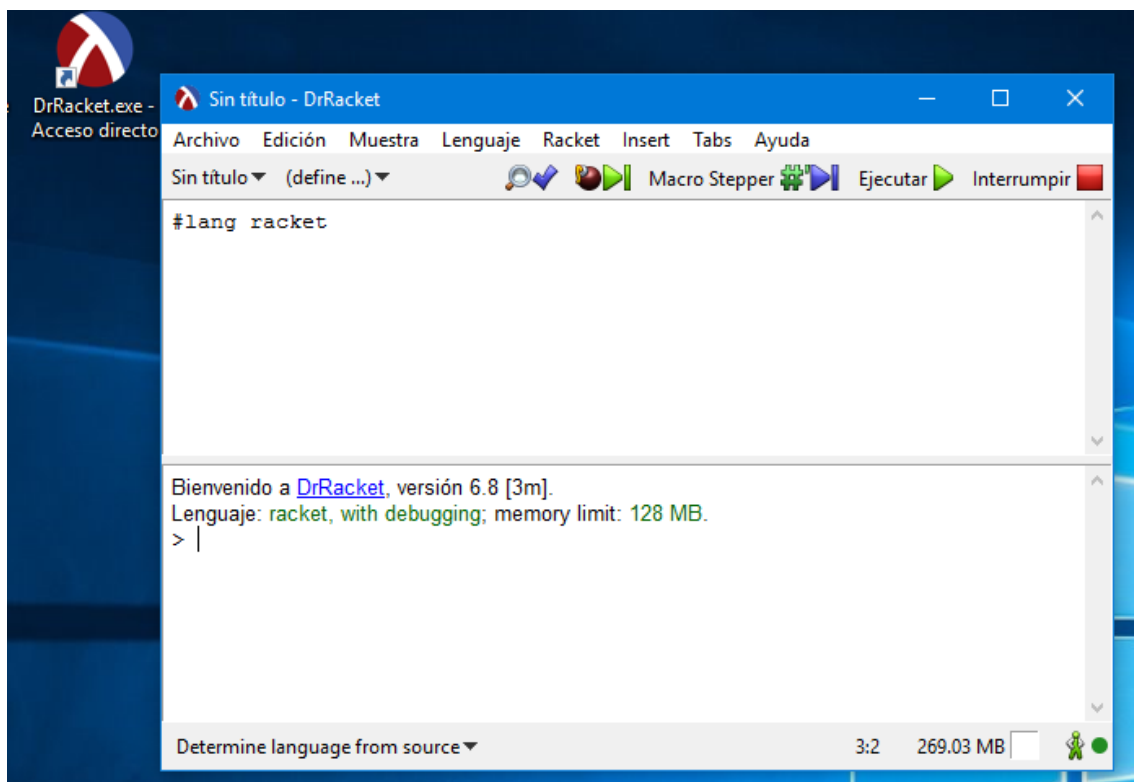 DrRacket.exe -
Acceso directo
Sin título - DrRacket
Archivo Edición Muestra Lenguaje Racket Insert Tabs Ayuda
Sin título (define ...) Macro Stepper Ejecutar Interrumpir
#lang racket
Bienvenido a DrRacket, versión 6.8 [3m].
Lenguaje: racket, with debugging; memory limit: 128 MB.
>
Determine language from source 3:2 269.03 MB